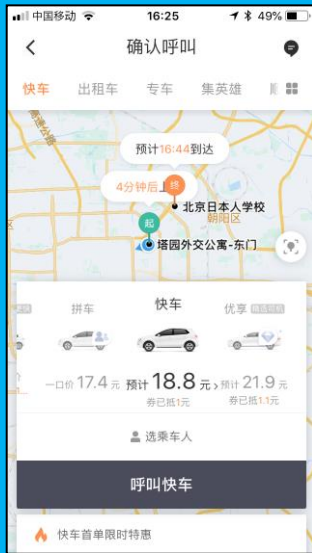 中国移动 16:25 49%
确认呼叫
快车 出租车 专车 集英雄
预计16:44到达
4分钟后上
终
北京日本人学校
朝阳区
起
塔园外交公寓-东门
拼车 快车 优享
一口价 17.4 元 预计 18.8 元 预计 21.9 元
券已抵1元 券已抵1.1元
选乘车人
呼叫快车
快车首单限时特惠